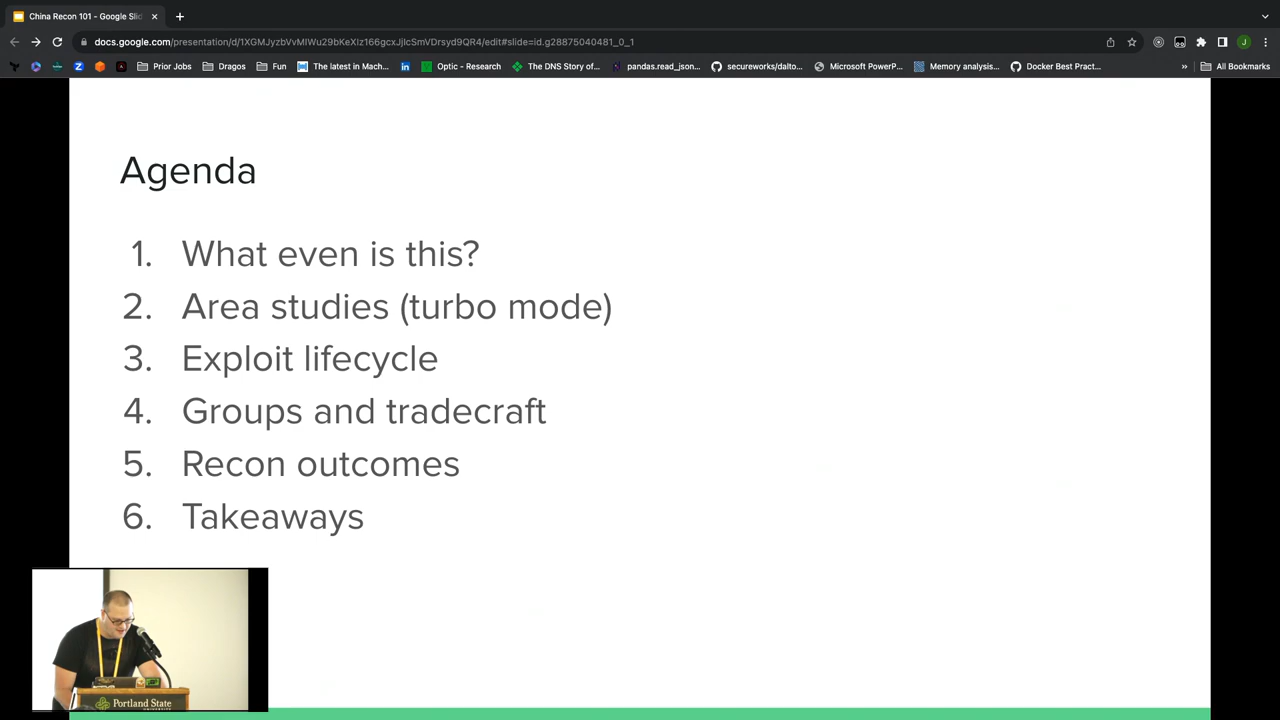 China Recon 101 - Google Slid
docs.google.com/presentation/d/1XGMJyzbVvMIWu29bKeXIz166gcxJjIcSmVDrsyd9QR4/edit#slide=id.g28875040481_0_1
J
Prior Jobs
Dragos
Fun
The latest in Mach...
Optic - Research
The DNS Story of...
pandas.read_json...
secureworks/dalto...
Microsoft PowerP...
Memory analysis...
Docker Best Pract...
»
All Bookmarks
Agenda
1. What even is this?
2. Area studies (turbo mode)
3. Exploit lifecycle
4. Groups and tradecraft
5. Recon outcomes
6. Takeaways
Portland State
UNIVERSITY